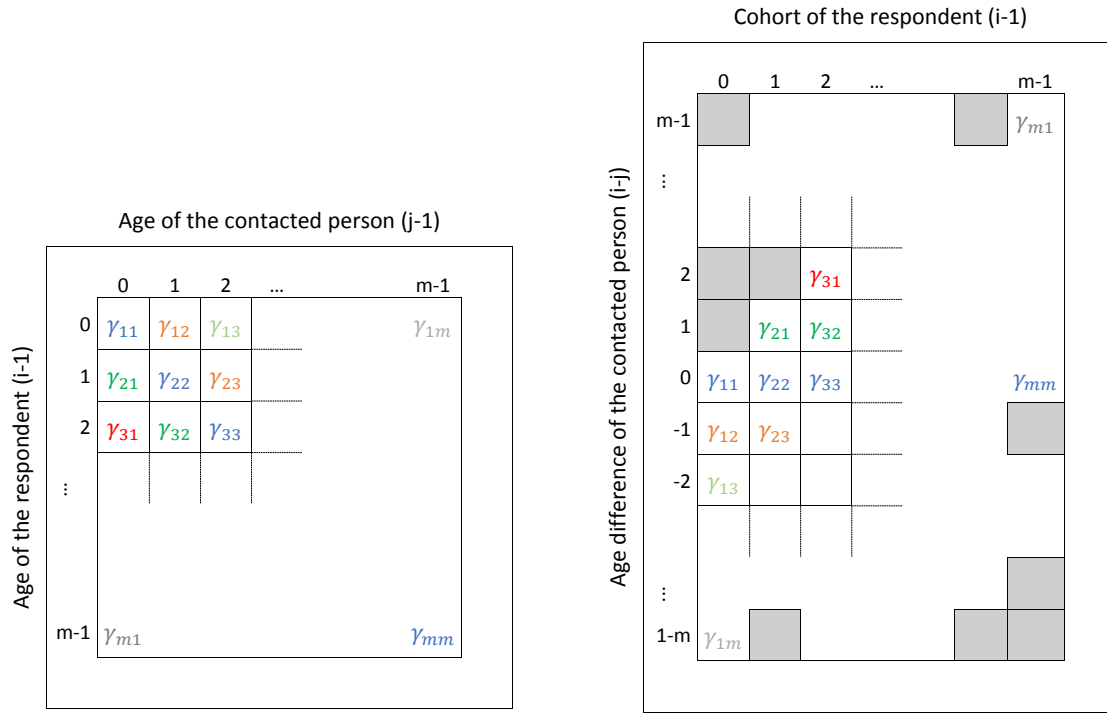 Cohort of the respondent (i-1)
0 1 2 ... m-1
m-1 γm1
...
2 γ31
1 γ21 γ32
0 γ11 γ22 γ33 γmm
-1 γ12 γ23
-2 γ13
...
1-m γ1m
Age difference of the contacted person (i-j)
Age of the contacted person (j-1)
0 1 2 ... m-1
0 γ11 γ12 γ13 γ1m
1 γ21 γ22 γ23
2 γ31 γ32 γ33
...
m-1 γm1 γmm
Age of the respondent (i-1)